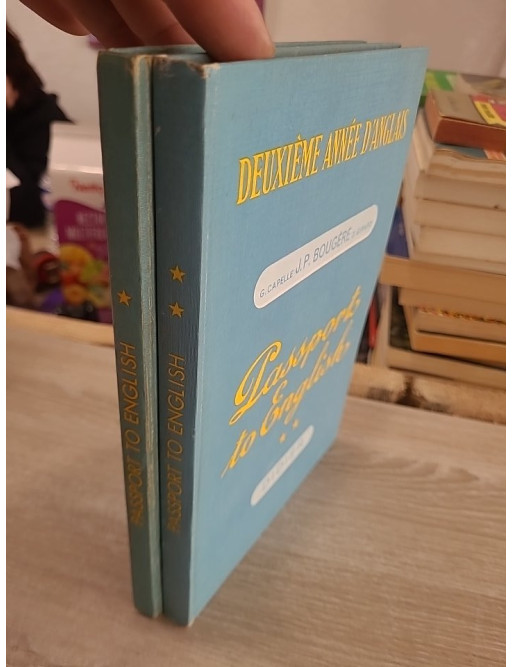 PASSPORT TO ENGLISH
PASSPORT TO ENGLISH
DEUXIÈME ANNÉE D'ANGLAIS
G. CAPELLE J.P. BOUGÈRE
Passport
to English